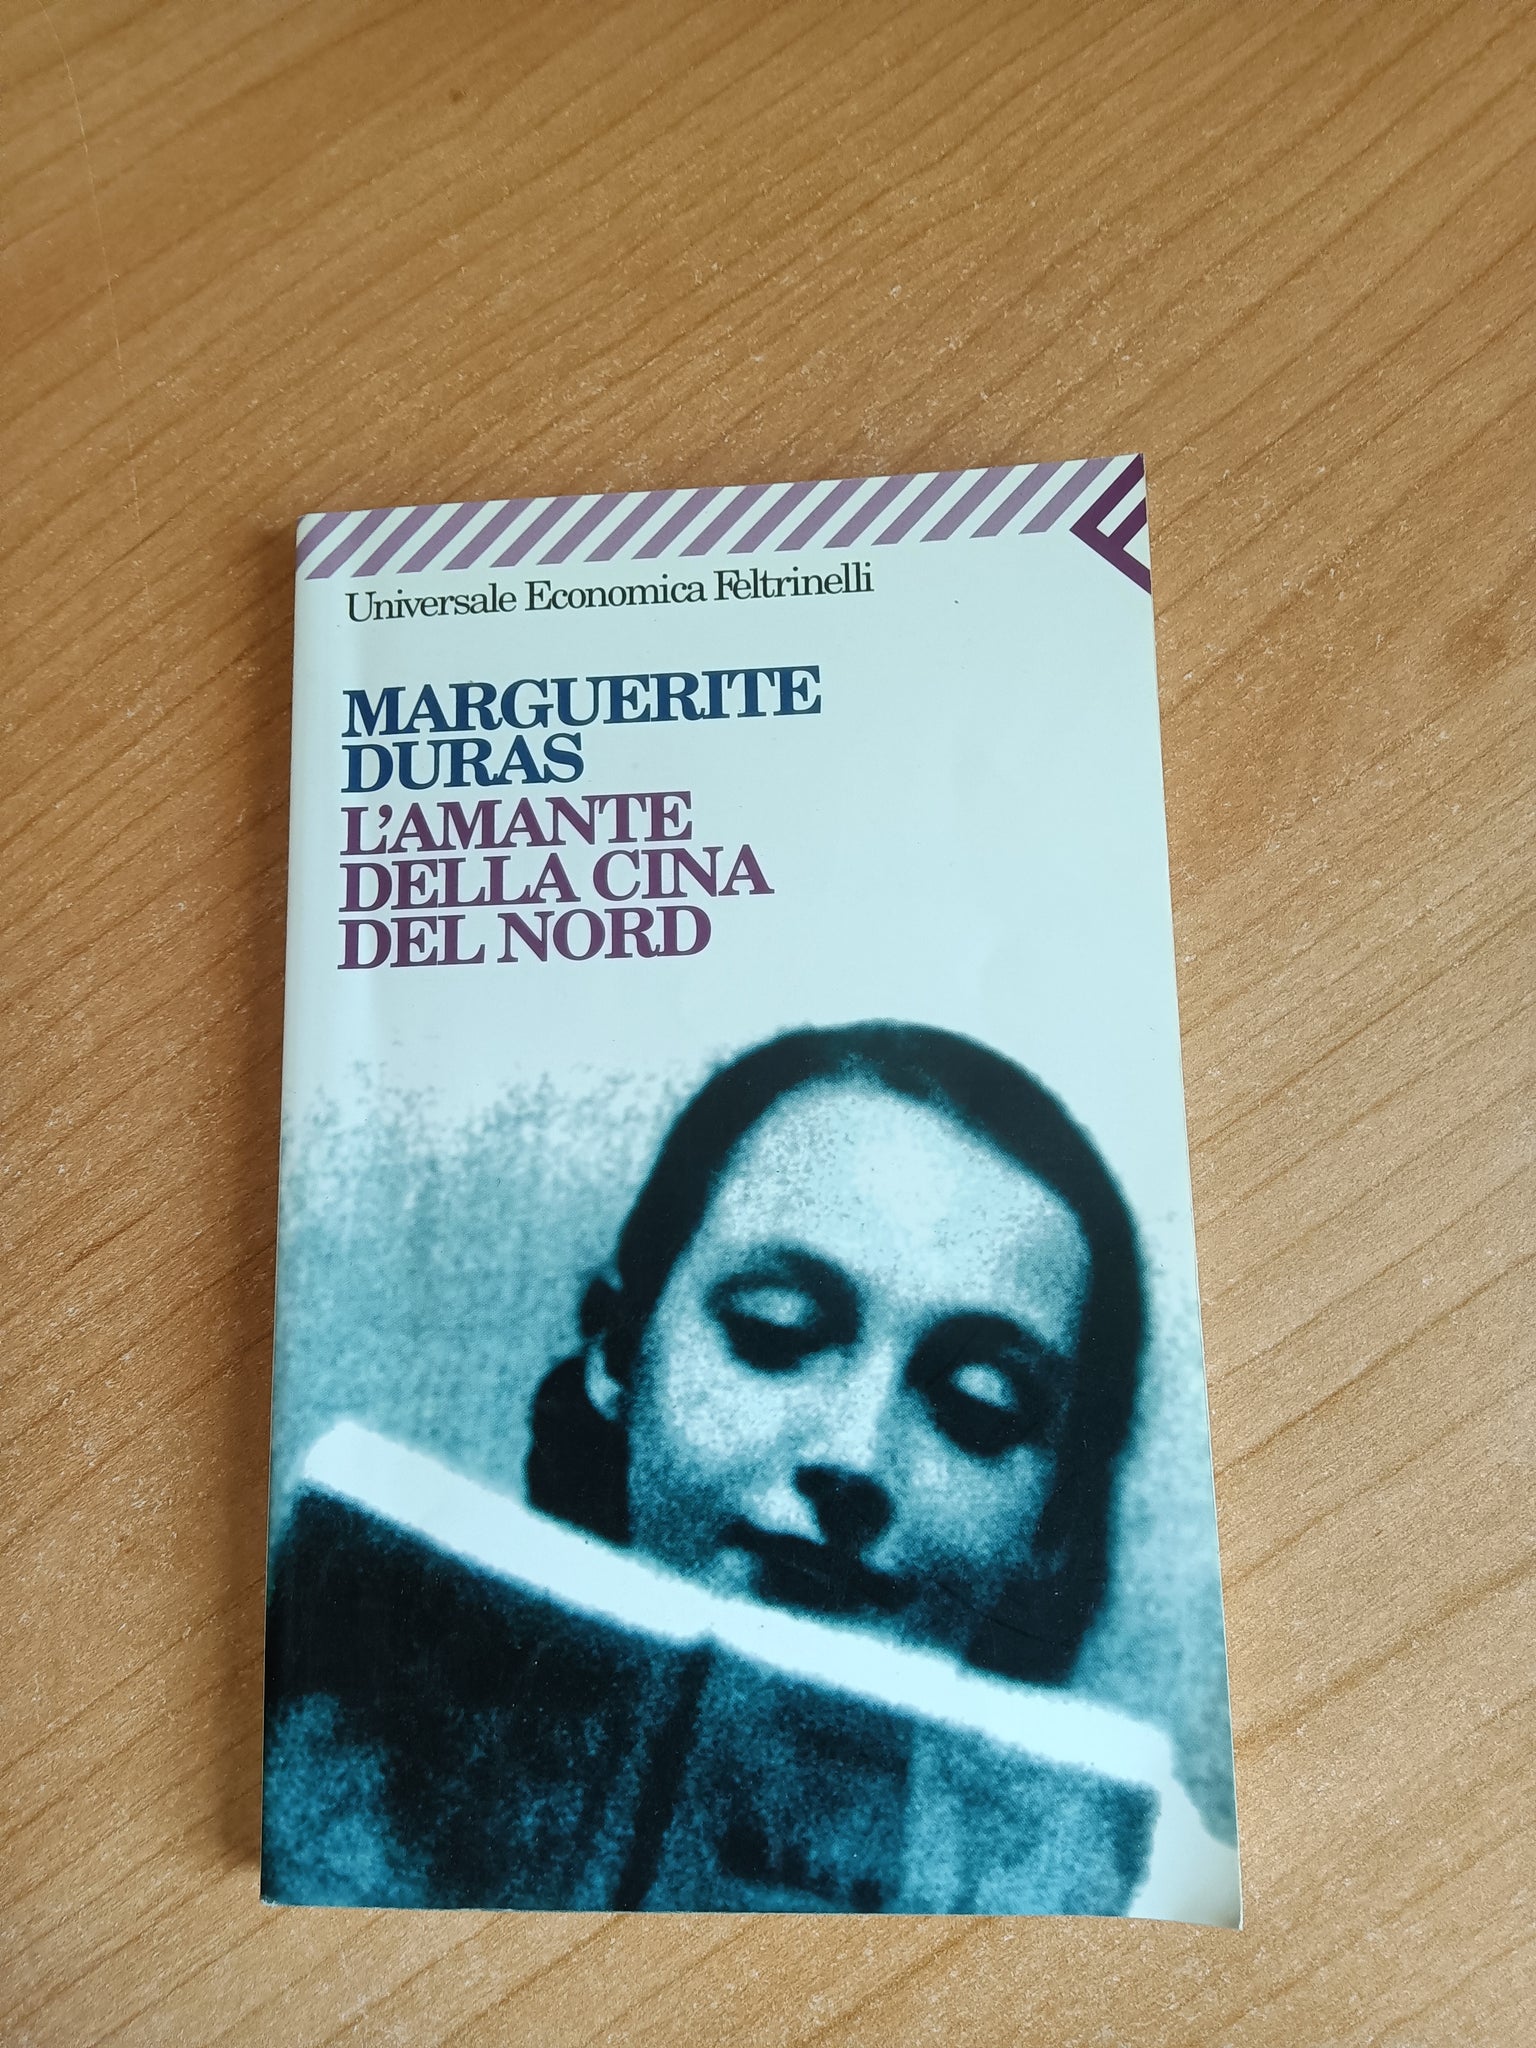 Universale Economica Feltrinelli
MARGUERITE
DURAS
L'AMANTE
DELLA CINA
DEL NORD